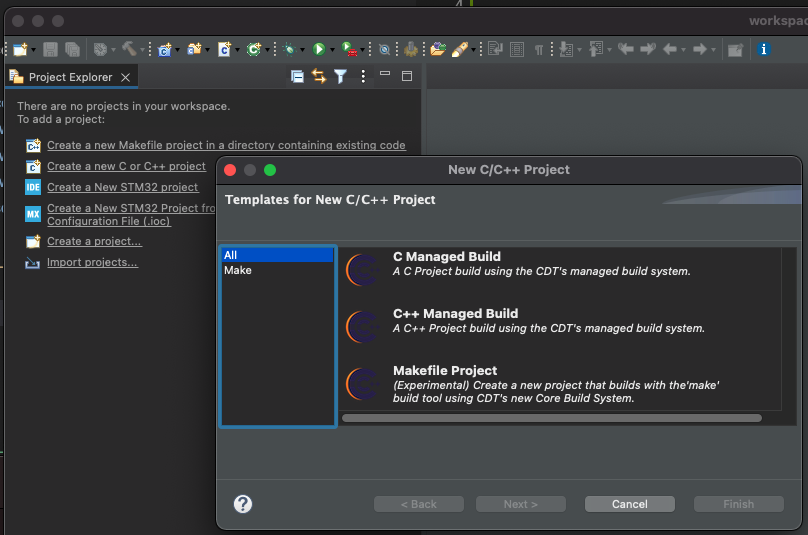 workspac
Project Explorer
There are no projects in your workspace.
To add a project:
Create a new Makefile project in a directory containing existing code
Create a new C or C++ project
IDE Create a New STM32 project
MX Create a New STM32 Project fro
Configuration File (.ioc)
Create a project...
Import projects...
New C/C++ Project
Templates for New C/C++ Project
All
Make
C Managed Build
A C Project build using the CDT's managed build system.
C++ Managed Build
A C++ Project build using the CDT's managed build system.
Makefile Project
(Experimental) Create a new project that builds with the'make'
build tool using CDT's new Core Build System.
?
< Back
Next >
Cancel
Finish